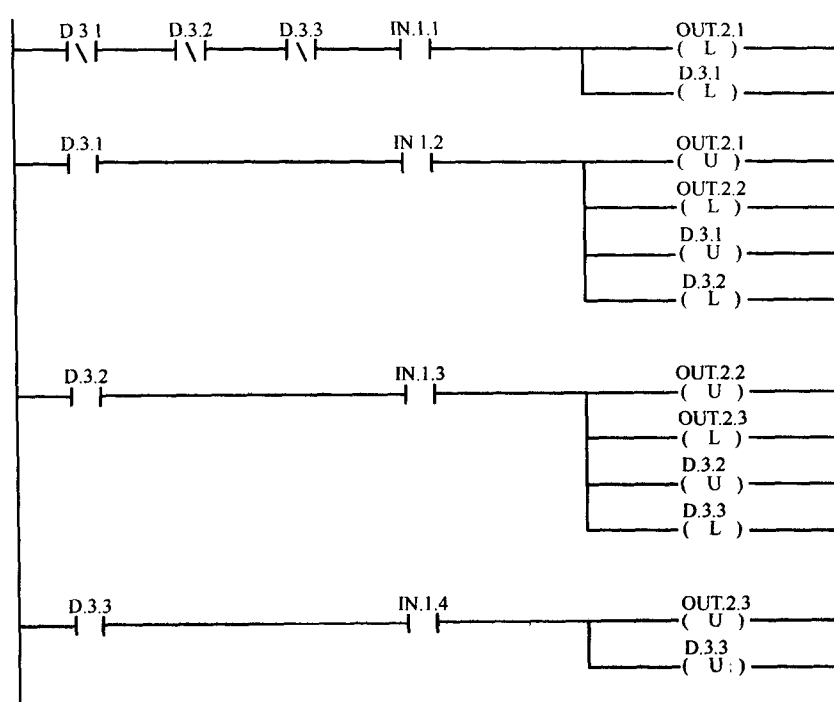 D 3 1 D.3.2 D.3.3 IN.1.1 OUT.2.1
( L )
D.3.1
( L )
D.3.1 IN 1.2 OUT.2.1
( U )
OUT.2.2
( L )
D.3.1
( U )
D.3.2
( L )
D.3.2 IN.1.3 OUT.2.2
( U )
OUT.2.3
( L )
D.3.2
( U )
D.3.3
( L )
D.3.3 IN.1.4 OUT.2.3
( U )
D.3.3
( U : )